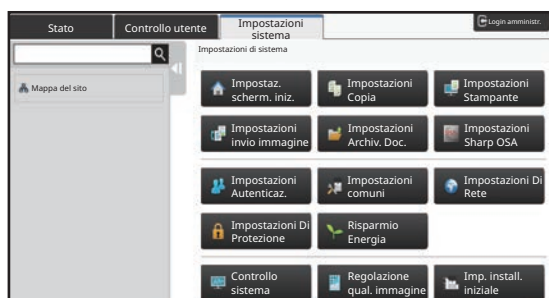 Stato
Controllo utente
Impostazioni
sistema
Login amministr.
Impostazioni di sistema
Mappa del sito
Impostaz.
scherm. iniz.
Impostazioni
Copia
Impostazioni
Stampante
Impostazioni
invio immagine
Impostazioni
Archiv. Doc.
Impostazioni
Sharp OSA
Impostazioni
Autenticaz.
Impostazioni
comuni
Impostazioni Di
Rete
Impostazioni Di
Protezione
Risparmio
Energia
Controllo
sistema
Regolazione
qual. immagine
Imp. install.
iniziale